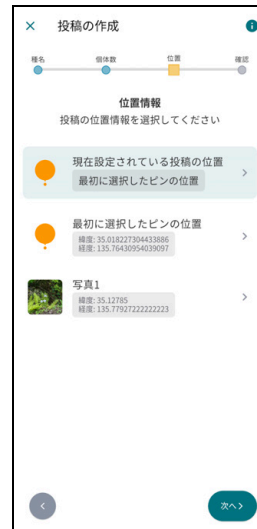 投稿の作成
種名
個体数
位置
確認
位置情報
投稿の位置情報を選択してください
現在設定されている投稿の位置
最初に選択したピンの位置
最初に選択したピンの位置
緯度: 35.018227304433886
経度: 135.76430954039097
写真1
緯度: 35.12785
経度: 135.77927222222223
次へ